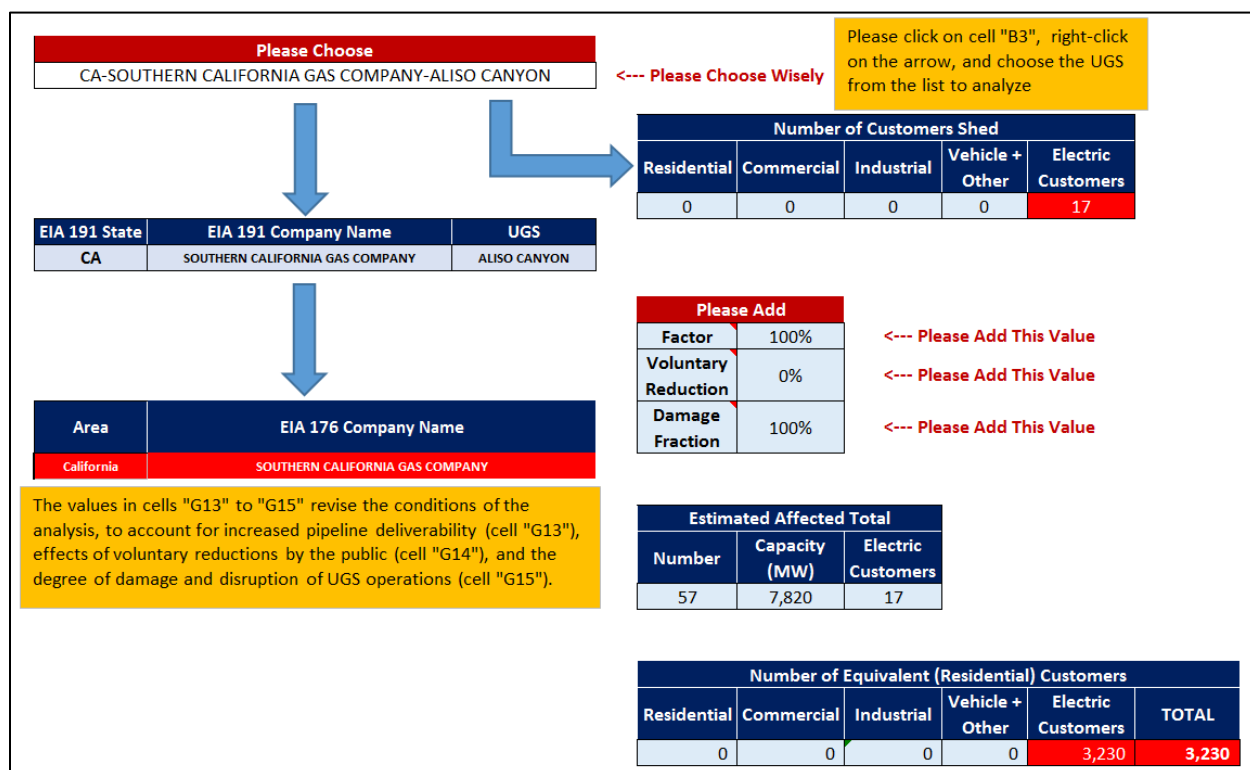 Please Choose
CA-SOUTHERN CALIFORNIA GAS COMPANY-ALISO CANYON
<--- Please Choose Wisely
Please click on cell "B3", right-click
on the arrow, and choose the UGS
from the list to analyze
Number of Customers Shed
Residential Commercial Industrial Vehicle + Other Electric Customers
0 0 0 0 17
EIA 191 State EIA 191 Company Name UGS
CA SOUTHERN CALIFORNIA GAS COMPANY ALISO CANYON
Please Add
Factor 100% <--- Please Add This Value
Voluntary Reduction 0% <--- Please Add This Value
Damage Fraction 100% <--- Please Add This Value
Area EIA 176 Company Name
California SOUTHERN CALIFORNIA GAS COMPANY
The values in cells "G13" to "G15" revise the conditions of the
analysis, to account for increased pipeline deliverability (cell "G13"),
effects of voluntary reductions by the public (cell "G14"), and the
degree of damage and disruption of UGS operations (cell "G15").
Estimated Affected Total
Number Capacity (MW) Electric Customers
57 7,820 17
Number of Equivalent (Residential) Customers
Residential Commercial Industrial Vehicle + Other Electric Customers TOTAL
0 0 0 0 3,230 3,230